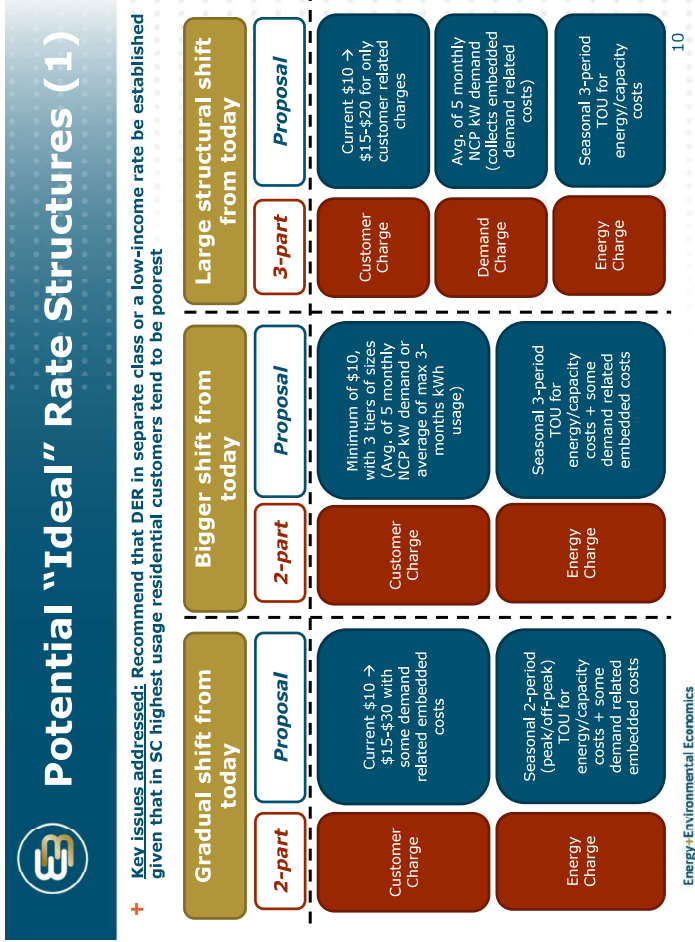 Potential “Ideal” Rate Structures (1)
+ Key issues addressed: Recommend that DER in separate class or a low-income rate be established
given that in SC highest usage residential customers tend to be poorest
Gradual shift from
today
2-part
Proposal
Customer
Charge
Current $10 →
$15-$30 with
some demand
related embedded
costs
Energy
Charge
Seasonal 2-period
(peak/off-peak)
TOU for
energy/capacity
costs + some
demand related
embedded costs
Bigger shift from
today
2-part
Proposal
Customer
Charge
Minimum of $10,
with 3 tiers of sizes
(Avg. of 5 monthly
NCP kW demand or
average of max 3-
months kWh
usage)
Energy
Charge
Seasonal 3-period
TOU for
energy/capacity
costs + some
demand related
embedded costs
Large structural shift
from today
3-part
Proposal
Customer
Charge
Current $10 →
$15-$20 for only
customer related
charges
Demand
Charge
Avg. of 5 monthly
NCP kW demand
(collects embedded
demand related
costs)
Energy
Charge
Seasonal 3-period
TOU for
energy/capacity
costs
Energy+Environmental Economics
10